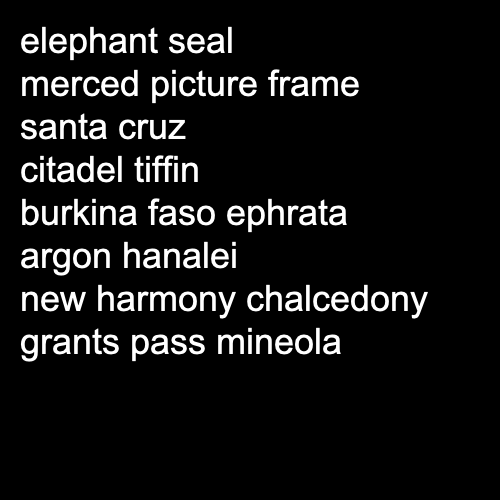 elephant seal
merced picture frame
santa cruz
citadel tiffin
burkina faso ephrata
argon hanalei
new harmony chalcedony
grants pass mineola